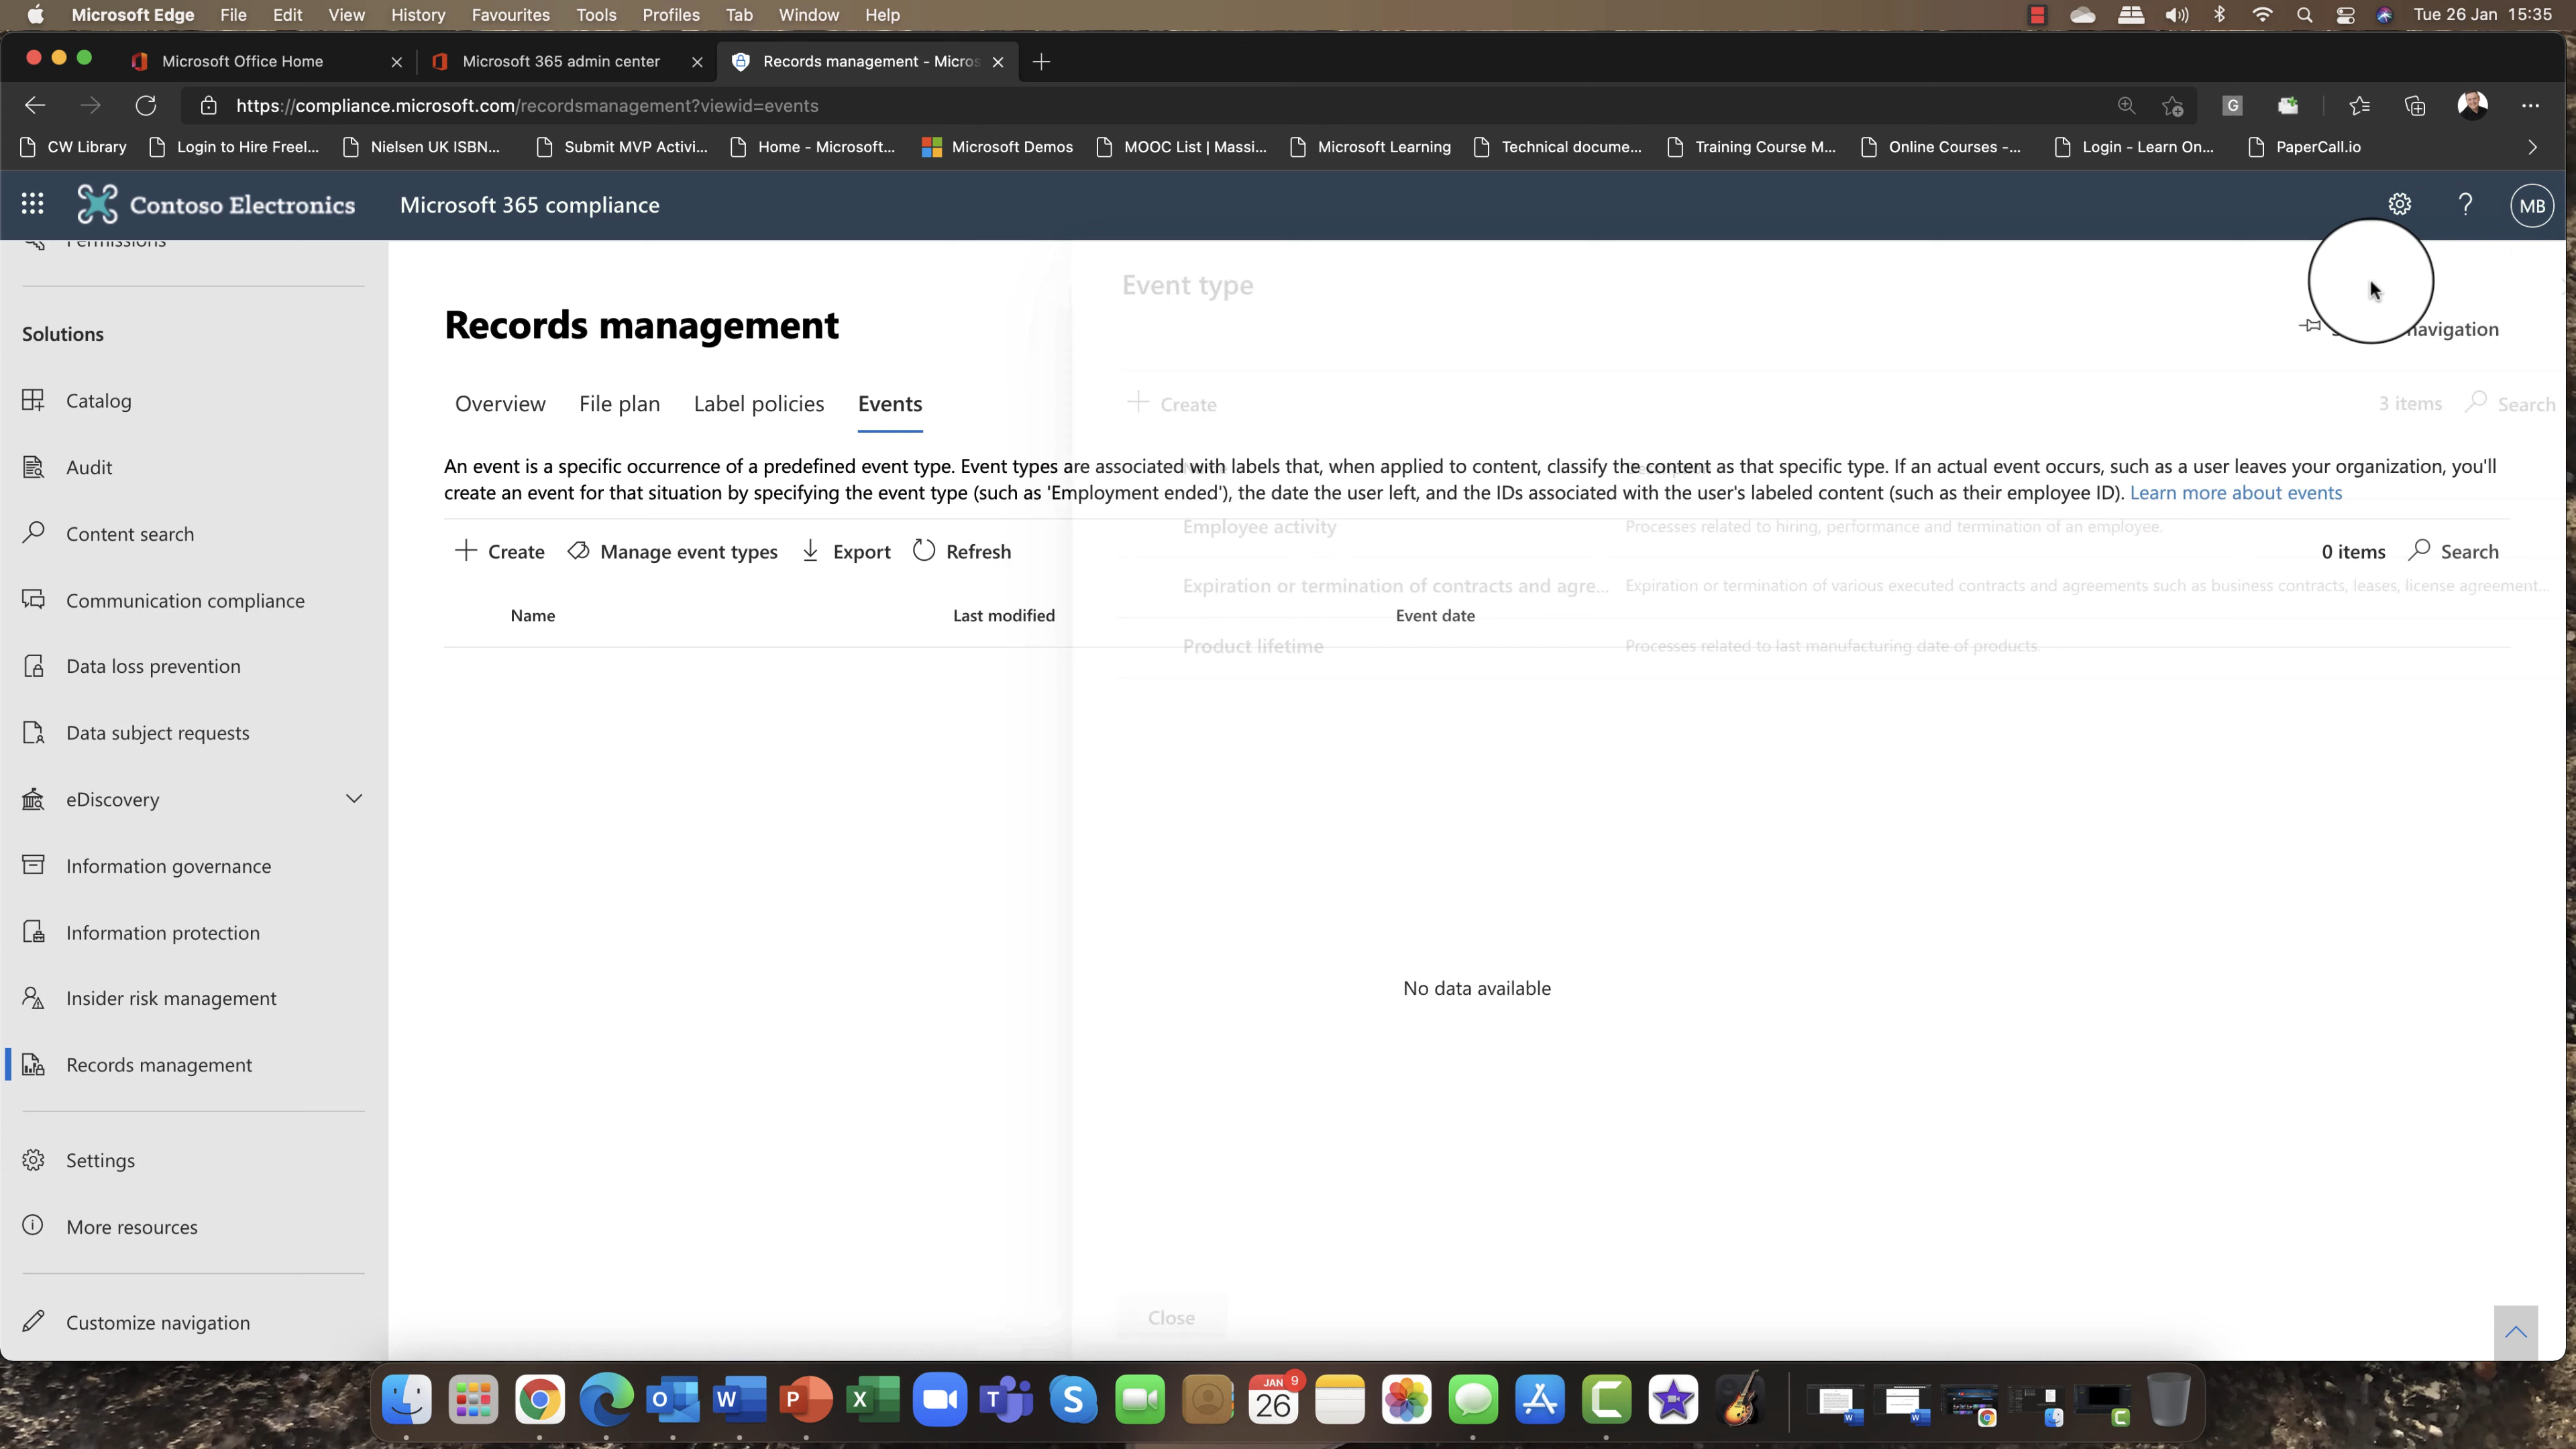 Microsoft Edge File Edit View History Favourites Tools Profiles Tab Window Help Tue 26 Jan 15:35
Microsoft Office Home Microsoft 365 admin center Records management - Micros
https://compliance.microsoft.com/recordsmanagement?viewid=events G
CW Library Login to Hire Freel... Nielsen UK ISBN... Submit MVP Activi... Home - Microsoft... Microsoft Demos MOOC List | Massi... Microsoft Learning Technical docume... Training Course M... Online Courses -... Login - Learn On... PaperCall.io
Contoso Electronics Microsoft 365 compliance ? MB
Permissions
Solutions
Catalog
Audit
Content search
Communication compliance
Data loss prevention
Data subject requests
eDiscovery
Information governance
Information protection
Insider risk management
Records management
Settings
More resources
Customize navigation
Records management
navigation
Overview File plan Label policies Events
An event is a specific occurrence of a predefined event type. Event types are associated with labels that, when applied to content, classify the content as that specific type. If an actual event occurs, such as a user leaves your organization, you'll
create an event for that situation by specifying the event type (such as 'Employment ended'), the date the user left, and the IDs associated with the user's labeled content (such as their employee ID). Learn more about events
Create Manage event types Export Refresh 0 items Search
Name Last modified Event date
No data available
Event type
Create 3 items Search
Employee activity Processes related to hiring, performance and termination of an employee.
Expiration or termination of contracts and agre... Expiration or termination of various executed contracts and agreements such as business contracts, leases, license agreement...
Product lifetime Processes related to last manufacturing date of products.
Close
JAN 9
26